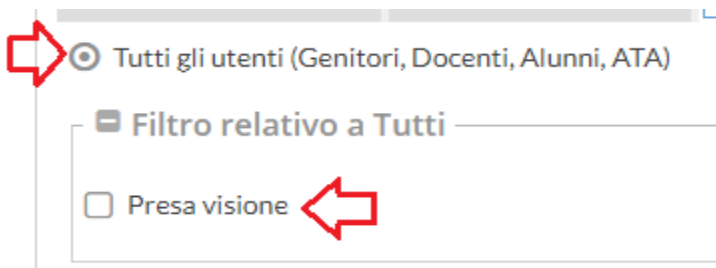 Tutti gli utenti (Genitori, Docenti, Alunni, ATA)
Filtro relativo a Tutti
Presa visione